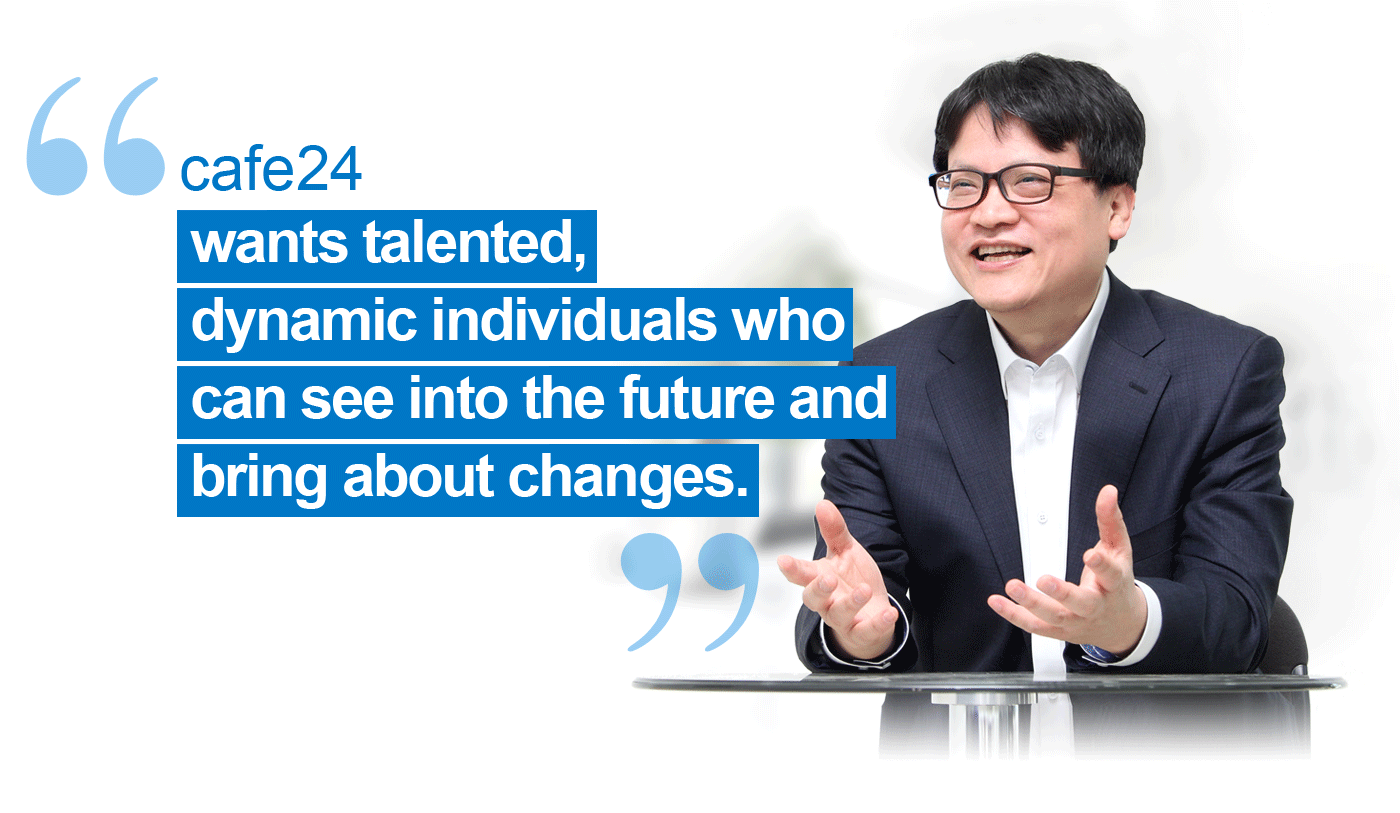 cafe24
wants talented,
dynamic individuals who
can see into the future and
bring about changes.